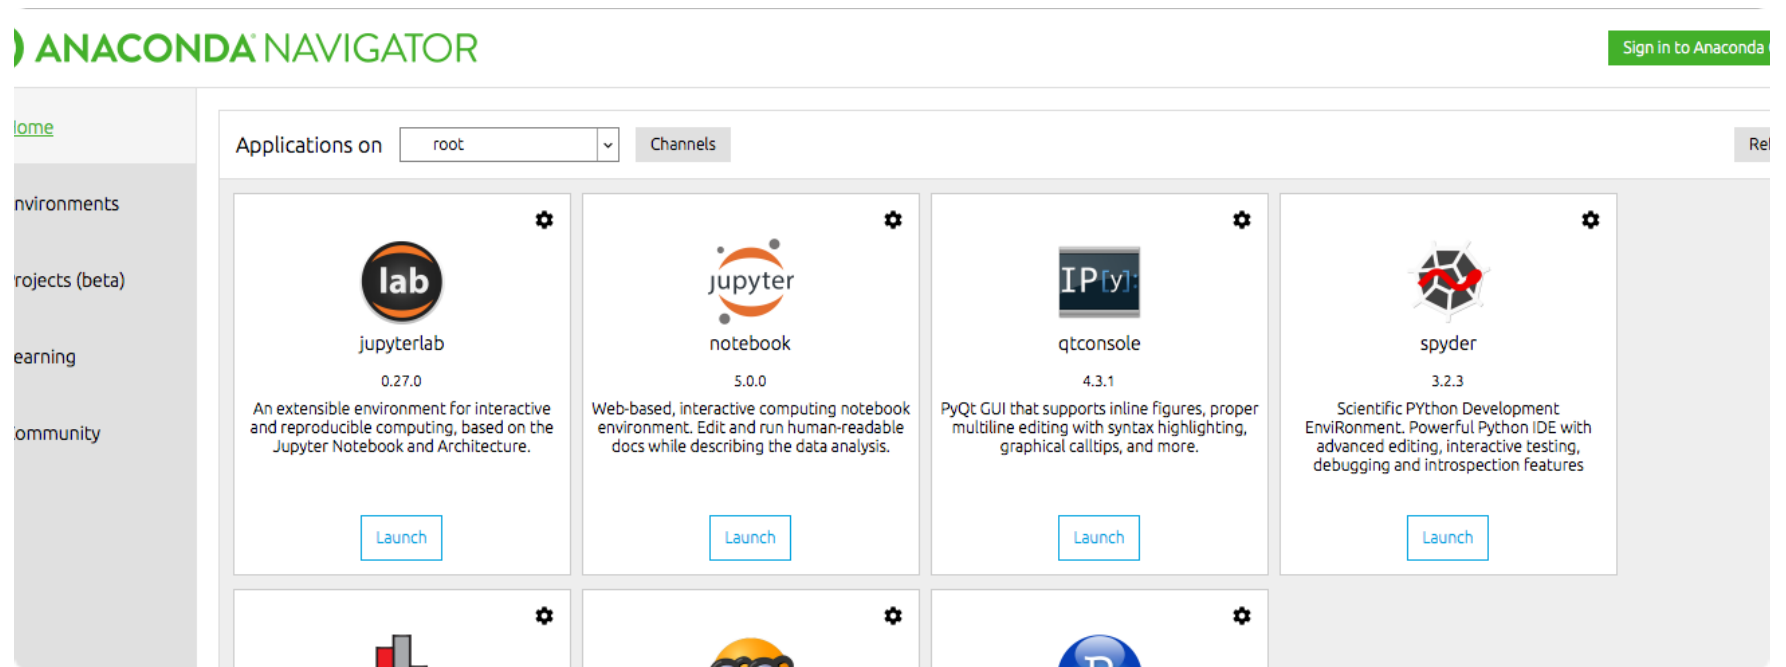 ANACONDA NAVIGATOR
Sign in to Anaconda
ome
Applications on
root
Channels
nvironments
rojects (beta)
earning
ommunity
lab
jupyterlab
0.27.0
An extensible environment for interactive
and reproducible computing, based on the
Jupyter Notebook and Architecture.
Launch
jupyter
notebook
5.0.0
Web-based, interactive computing notebook
environment. Edit and run human-readable
docs while describing the data analysis.
Launch
IP[y]:
qtconsole
4.3.1
PyQt GUI that supports inline figures, proper
multiline editing with syntax highlighting,
graphical calltips, and more.
Launch
spyder
3.2.3
Scientific PYthon Development
EnviRonment. Powerful Python IDE with
advanced editing, interactive testing,
debugging and introspection features
Launch